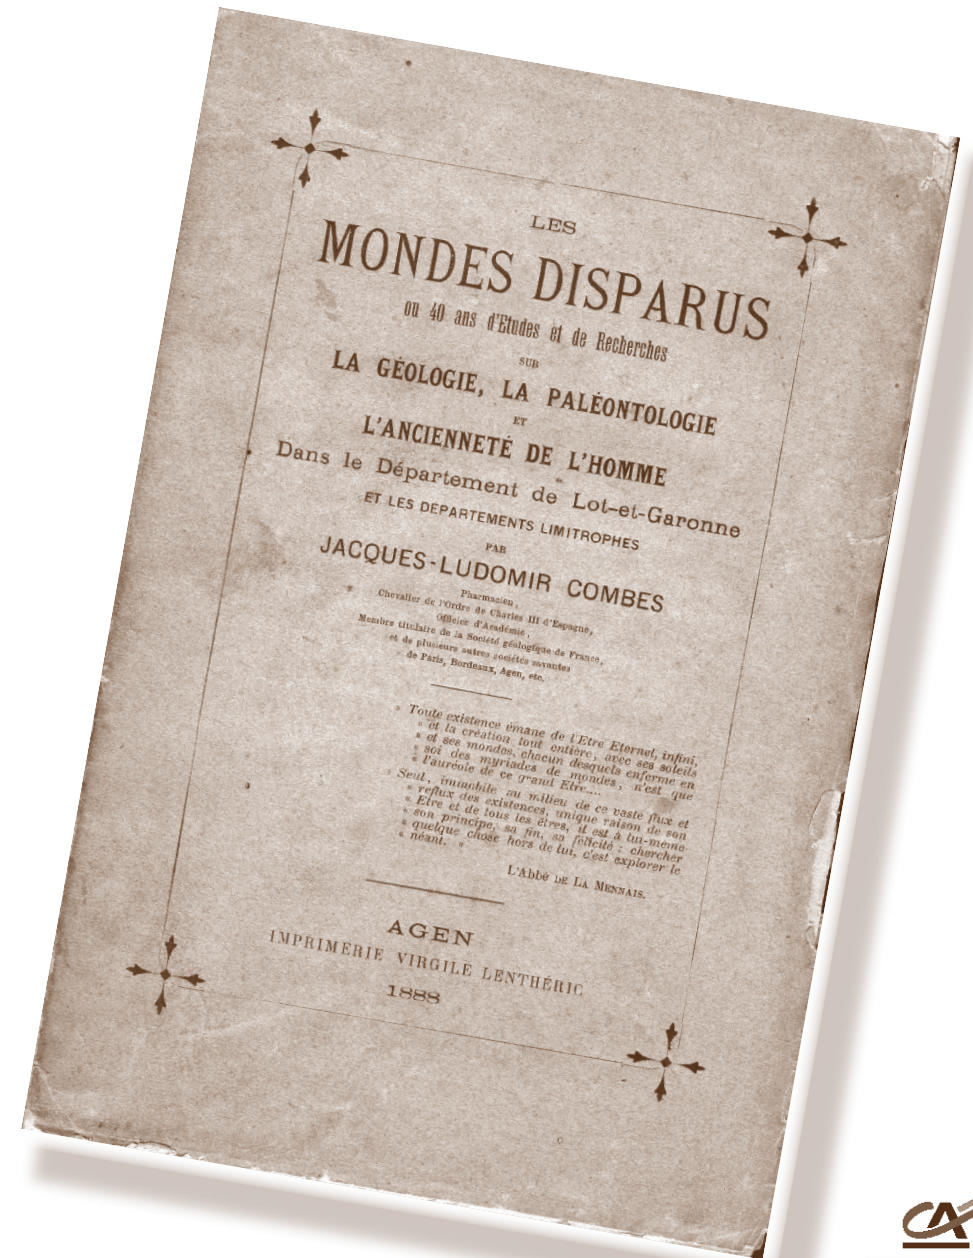 LES
MONDES DISPARUS
ou 40 ans d'Etudes et de Recherches
SUR
LA GÉOLOGIE, LA PALÉONTOLOGIE
ET
L'ANCIENNETÉ DE L'HOMME
Dans le Département de Lot-et-Garonne
ET LES DÉPARTEMENTS LIMITROPHES
PAR
JACQUES-LUDOMIR COMBES
Pharmacien,
Chevalier de l'Ordre de Charles III d'Espagne,
Officier d'Académie,
Membre titulaire de la Société géologique de France,
et de plusieurs autres sociétés savantes
de Paris, Bordeaux, Agen, etc.
« Toute existence émane de l'Etre Eternel, infini,
« et la création tout entière, avec ses soleils
« et ses mondes, chacun desquels enferme en
« soi des myriades de mondes, n'est que
« l'auréole de ce grand Etre....
« Seul, immobile au milieu de ce vaste flux et
« reflux des existences, unique raison de son
« Etre et de tous les êtres, il est à lui-même
« son principe, sa fin, sa félicité : chercher
« quelque chose hors de lui, c'est explorer le
« néant. »
L'Abbé DE LA MENNAIS.
AGEN
IMPRIMERIE VIRGILE LENTHÉRIC
1888
CA